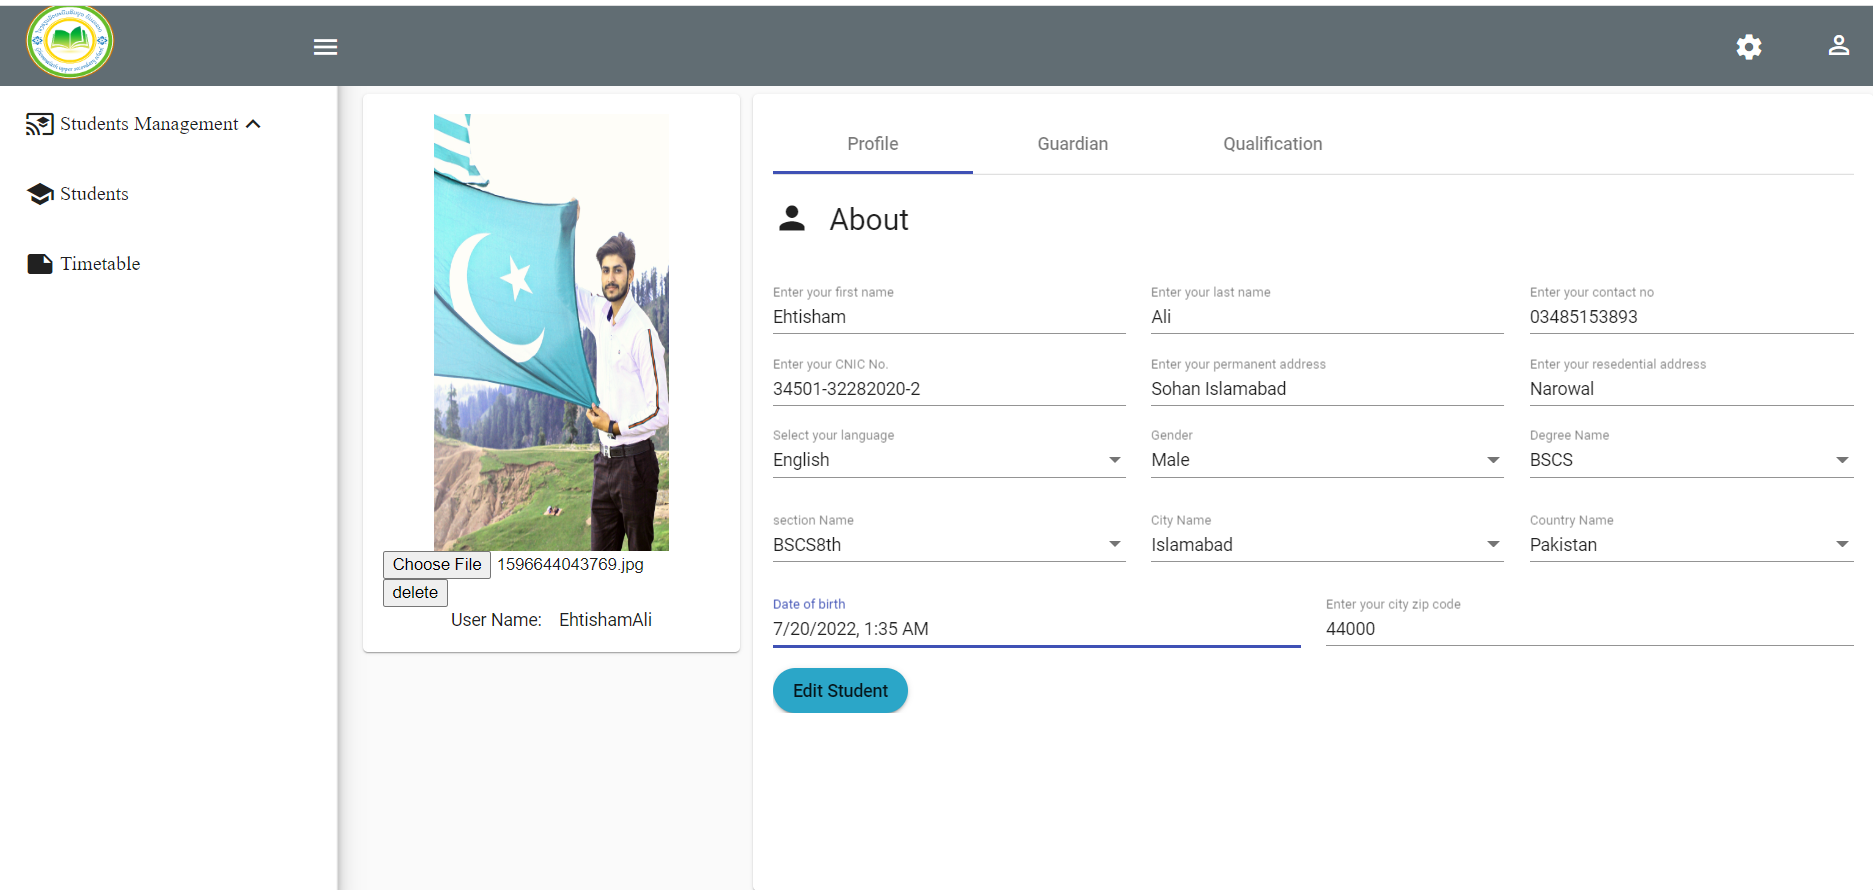 Students Management
Students
Timetable
Choose File 1596644043769.jpg
delete
User Name: EhtishamAli
Profile Guardian Qualification
About
Enter your first name Enter your last name Enter your contact no
Ehtisham Ali 03485153893
Enter your CNIC No. Enter your permanent address Enter your resedential address
34501-32282020-2 Sohan Islamabad Narowal
Select your language Gender Degree Name
English Male BSCS
section Name City Name Country Name
BSCS8th Islamabad Pakistan
Date of birth Enter your city zip code
7/20/2022, 1:35 AM 44000
Edit Student